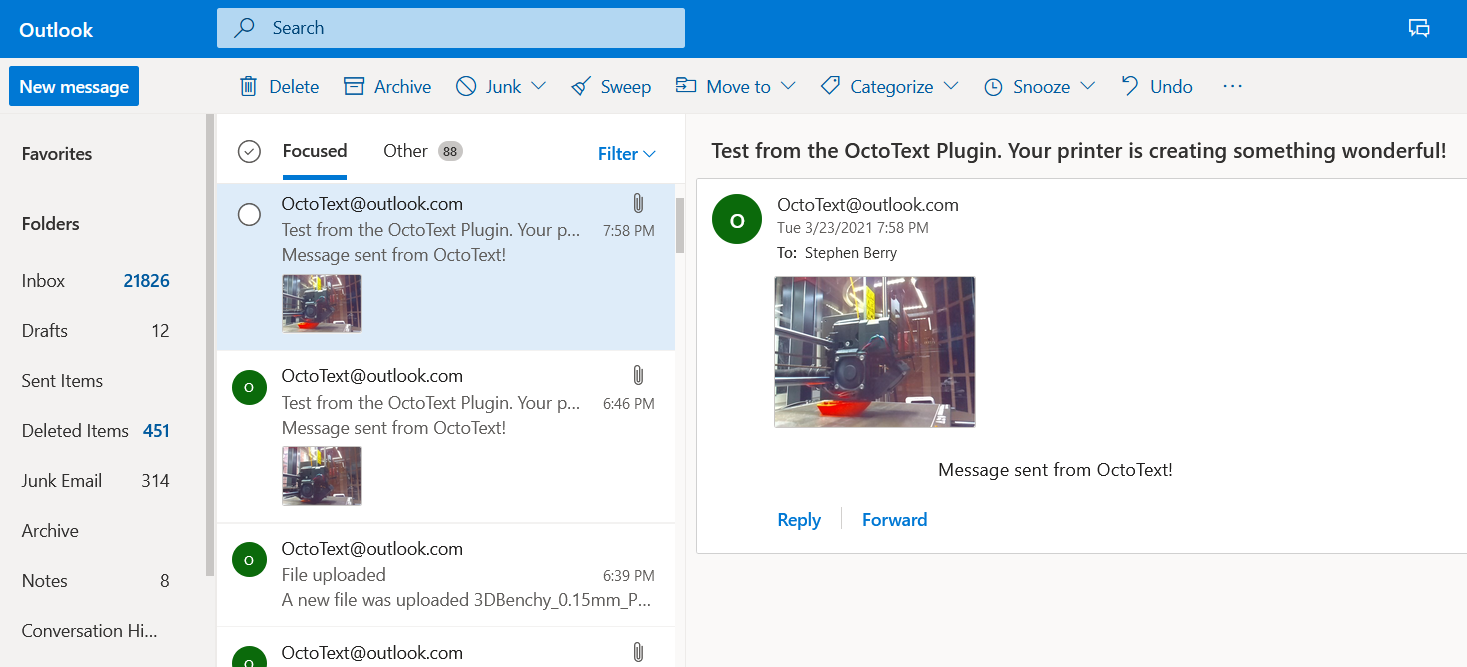 Outlook
Search
New message
Delete
Archive
Junk
Sweep
Move to
Categorize
Snooze
Undo
Favorites
Folders
Inbox 21826
Drafts 12
Sent Items
Deleted Items 451
Junk Email 314
Archive
Notes 8
Conversation Hi...
Focused
Other 88
Filter
OctoText@outlook.com
Test from the OctoText Plugin. Your p... 7:58 PM
Message sent from OctoText!
O
OctoText@outlook.com
Test from the OctoText Plugin. Your p... 6:46 PM
Message sent from OctoText!
O
OctoText@outlook.com
File uploaded 6:39 PM
A new file was uploaded 3DBenchy_0.15mm_P...
O
OctoText@outlook.com
Test from the OctoText Plugin. Your printer is creating something wonderful!
O
OctoText@outlook.com
Tue 3/23/2021 7:58 PM
To: Stephen Berry
Message sent from OctoText!
Reply
Forward